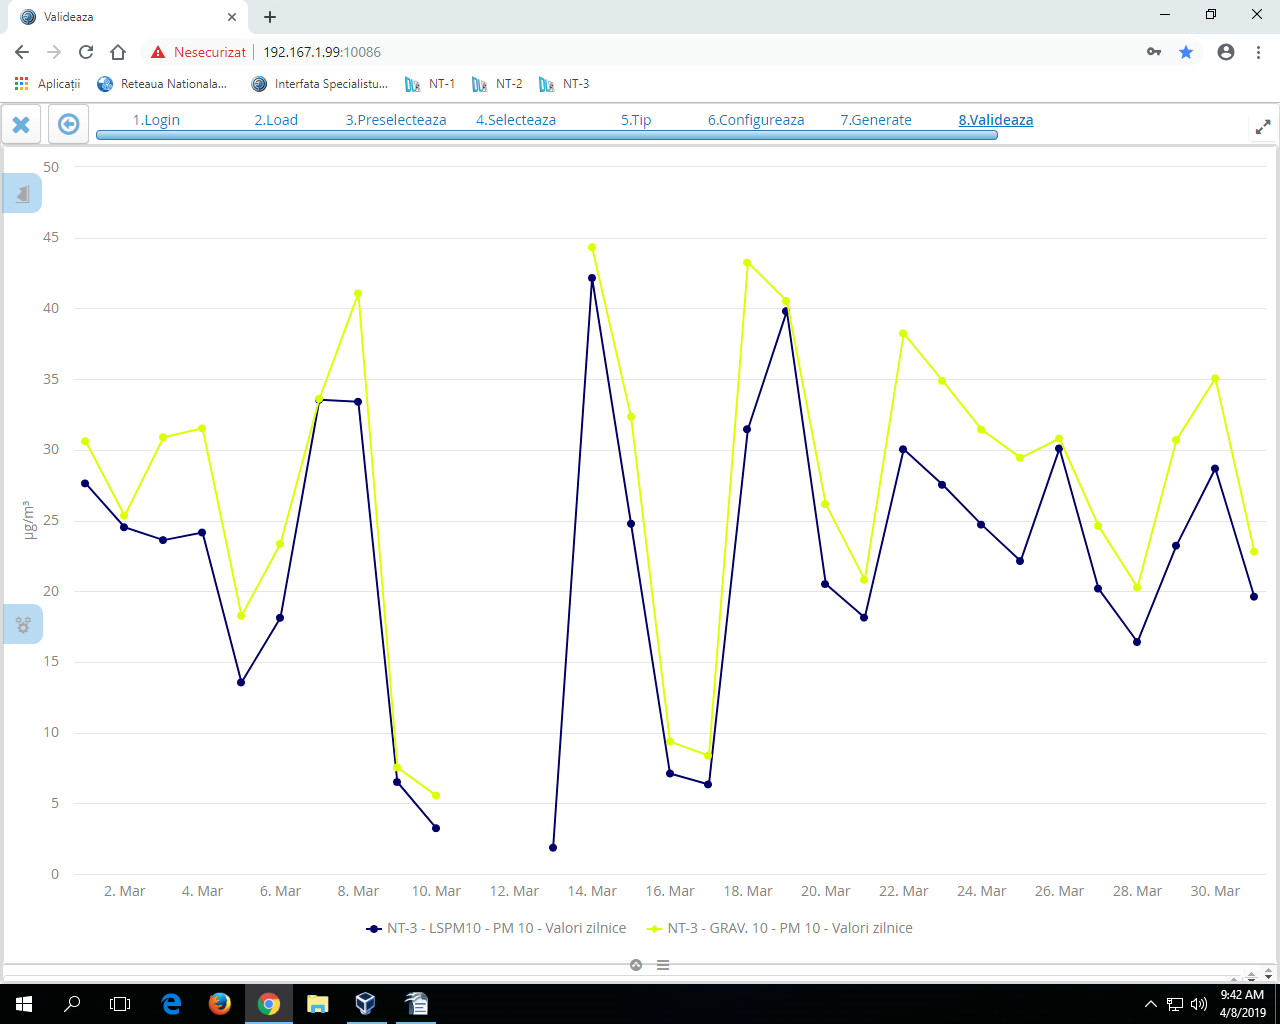 Valideaza
Nesecurizat 192.167.1.99:10086
Aplicații Reteaua Nationala... Interfata Specialistu... NT-1 NT-2 NT-3
1.Login 2.Load 3.Preselecteaza 4.Selecteaza 5.Tip 6.Configureaza 7.Generate 8.Valideaza
50
45
40
35
30
25
20
15
10
5
0
µg/m³
2. Mar 4. Mar 6. Mar 8. Mar 10. Mar 12. Mar 14. Mar 16. Mar 18. Mar 20. Mar 22. Mar 24. Mar 26. Mar 28. Mar 30. Mar
NT-3 - LSPM10 - PM 10 - Valori zilnice NT-3 - GRAV. 10 - PM 10 - Valori zilnice
9:42 AM
4/8/2019